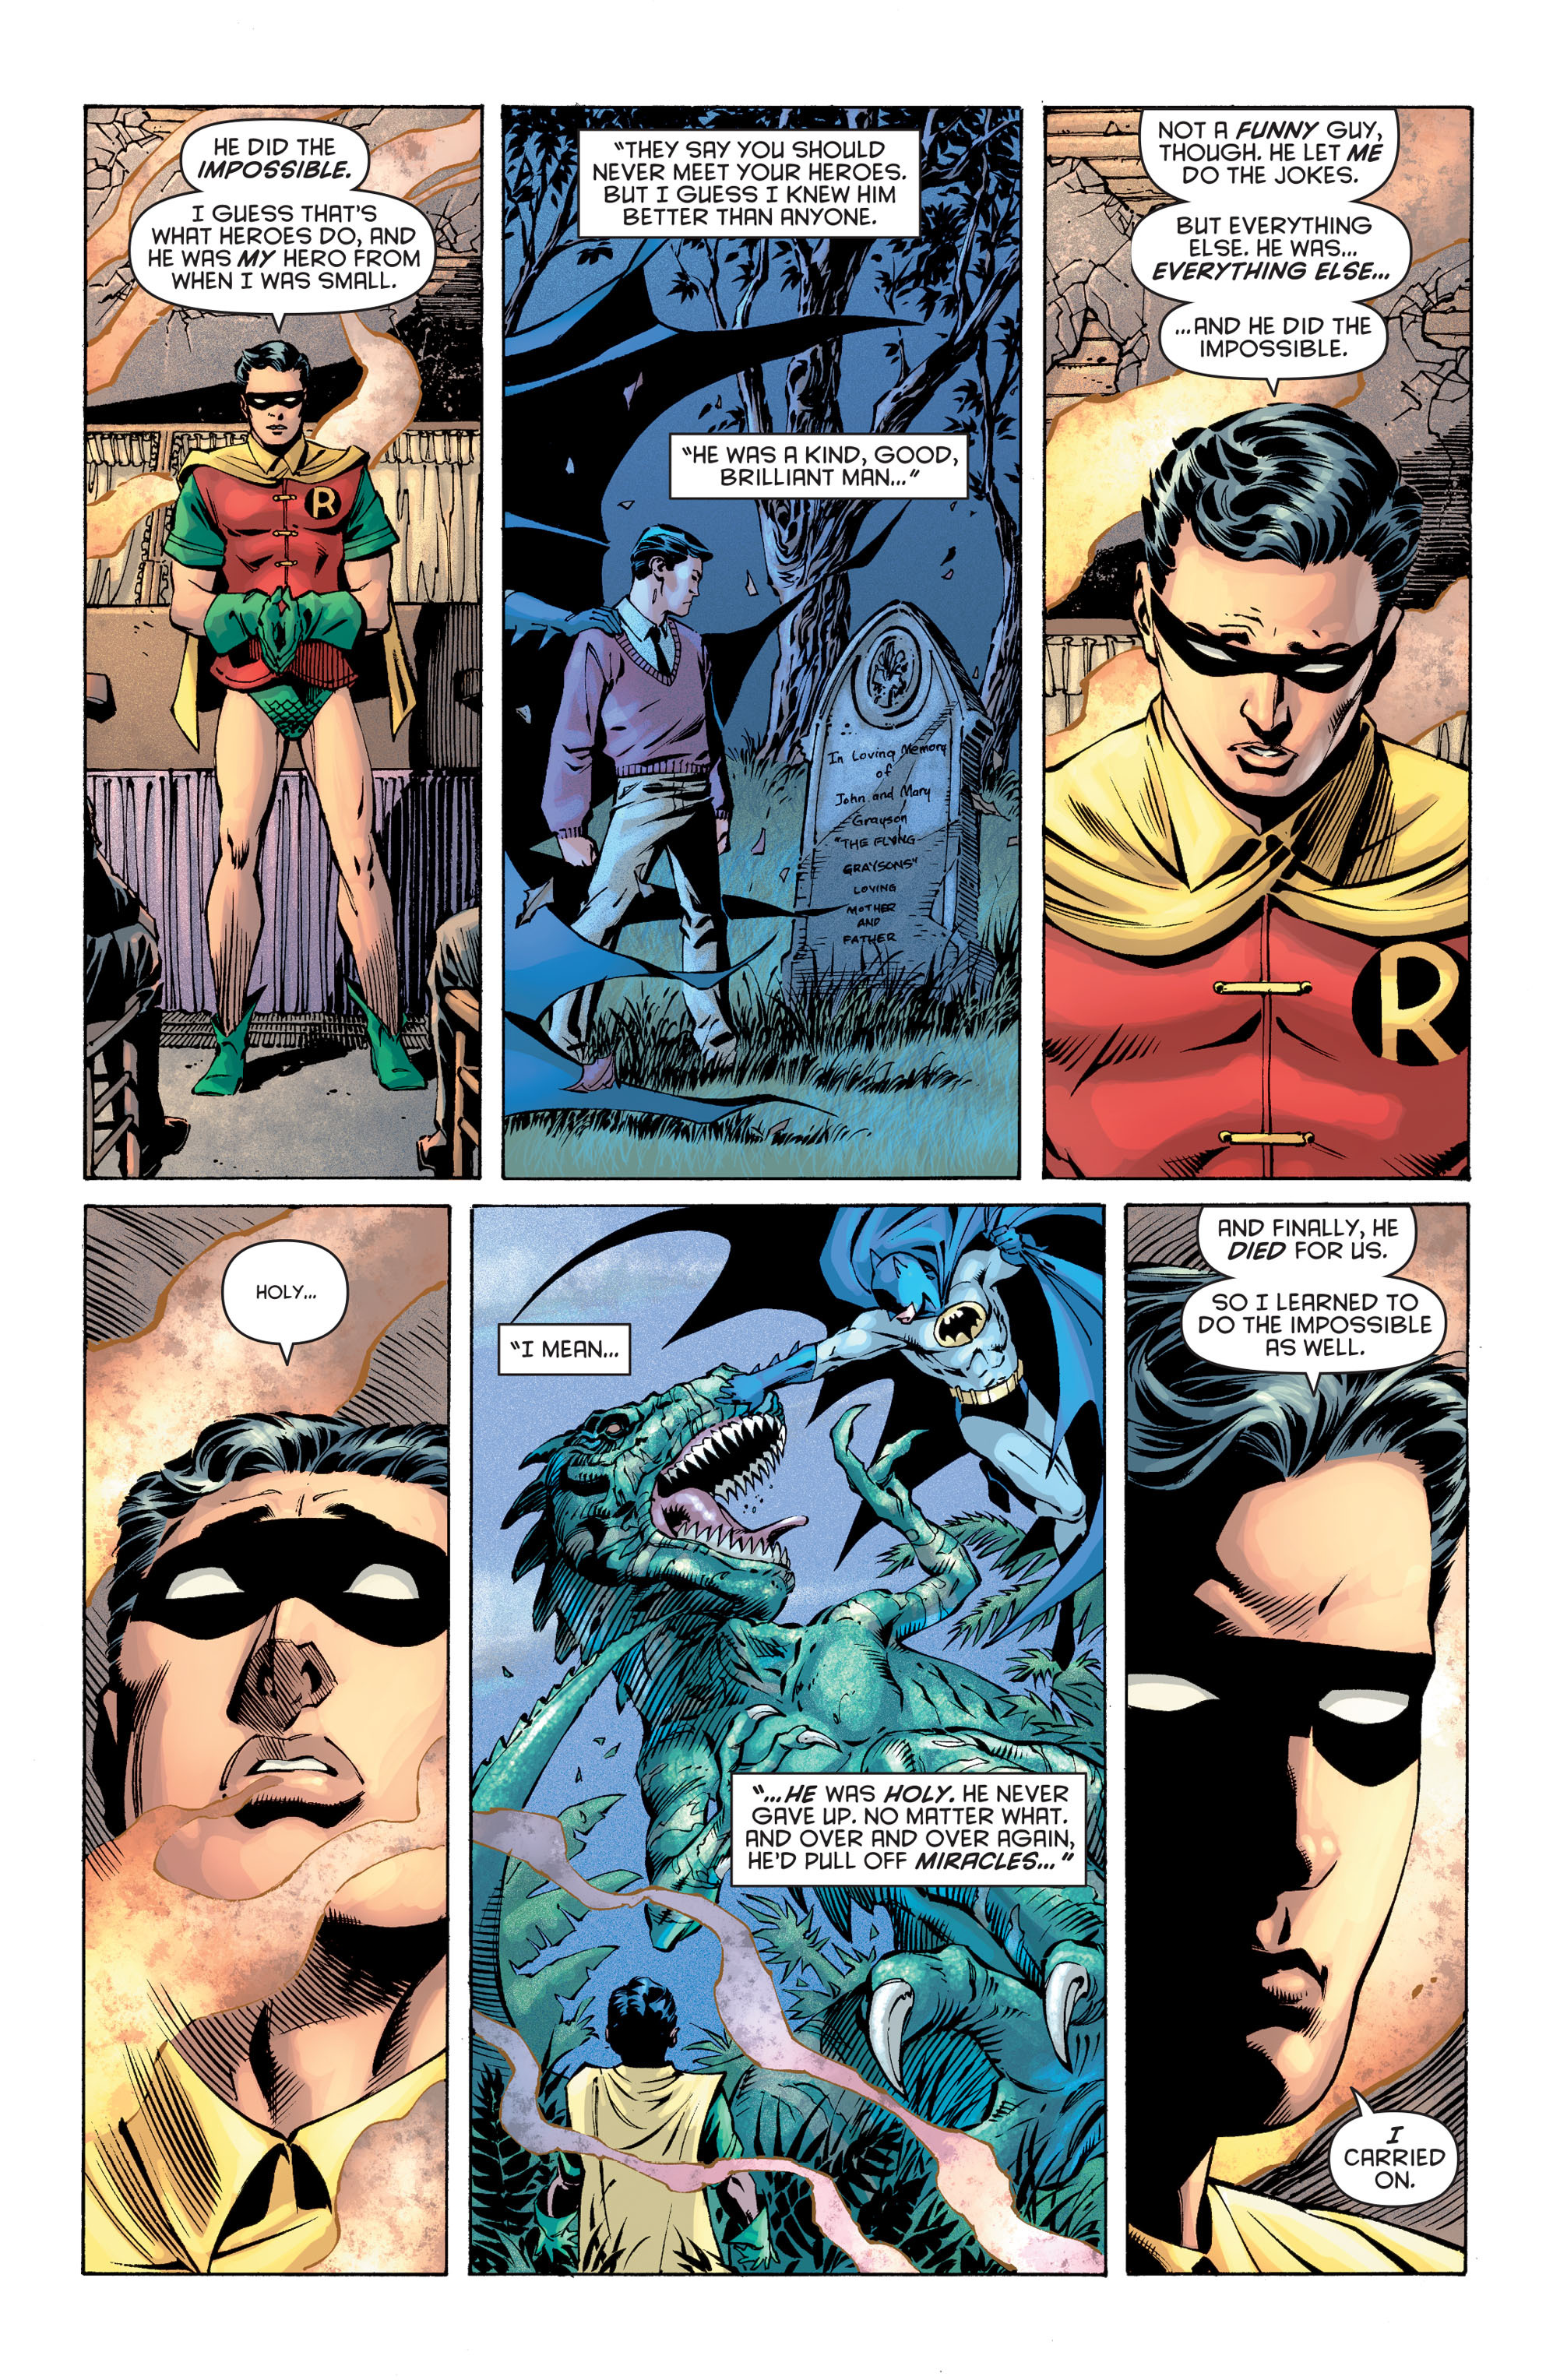 HE DID THE
IMPOSSIBLE.
I GUESS THAT'S
WHAT HEROES DO, AND
HE WAS MY HERO FROM
WHEN I WAS SMALL.
R
"THEY SAY YOU SHOULD
NEVER MEET YOUR HEROES.
BUT I GUESS I KNEW HIM
BETTER THAN ANYONE.
"HE WAS A KIND, GOOD,
BRILLIANT MAN..."
In Loving Memory
of
John and Mary
Grayson
"THE FLYNG
GRAYSONS"
LOVING
MOTHER
AND
FATHER
NOT A FUNNY GUY,
THOUGH. HE LET ME
DO THE JOKES.
BUT EVERYTHING
ELSE. HE WAS...
EVERYTHING ELSE...
...AND HE DID THE
IMPOSSIBLE.
R
HOLY...
"I MEAN...
"...HE WAS HOLY. HE NEVER
GAVE UP. NO MATTER WHAT.
AND OVER AND OVER AGAIN,
HE'D PULL OFF MIRACLES..."
AND FINALLY, HE
DIED FOR US.
SO I LEARNED TO
DO THE IMPOSSIBLE
AS WELL.
I
CARRIED
ON.